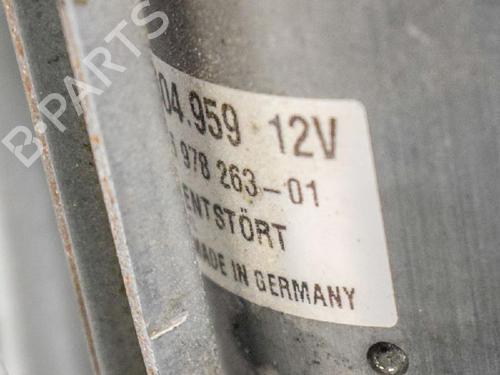 B-PARTS
04.959 12V
978 263-01
ENTSTÖRT
MADE IN GERMANY